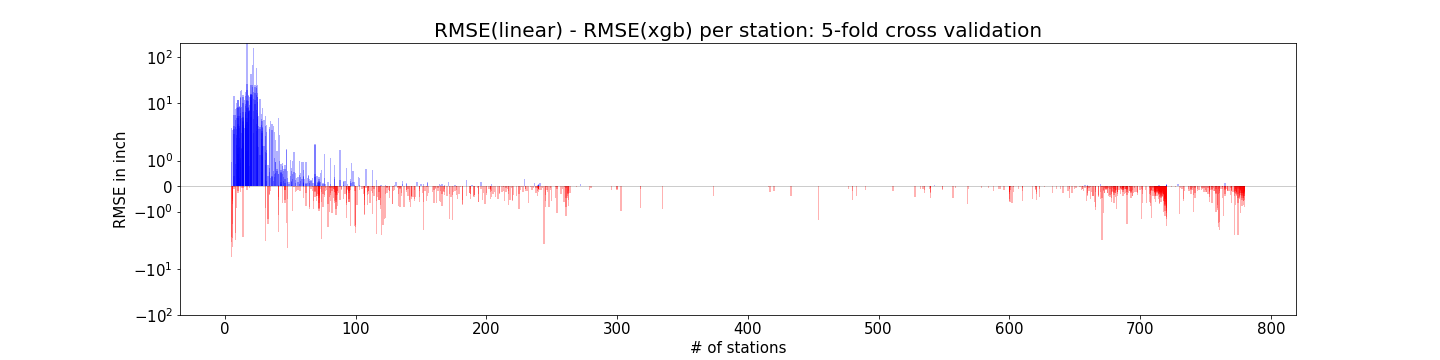 RMSE(linear) - RMSE(xgb) per station: 5-fold cross validation
RMSE in inch
10²
10¹
10⁰
0
−10⁰
−10¹
−10²
0 100 200 300 400 500 600 700 800
# of stations